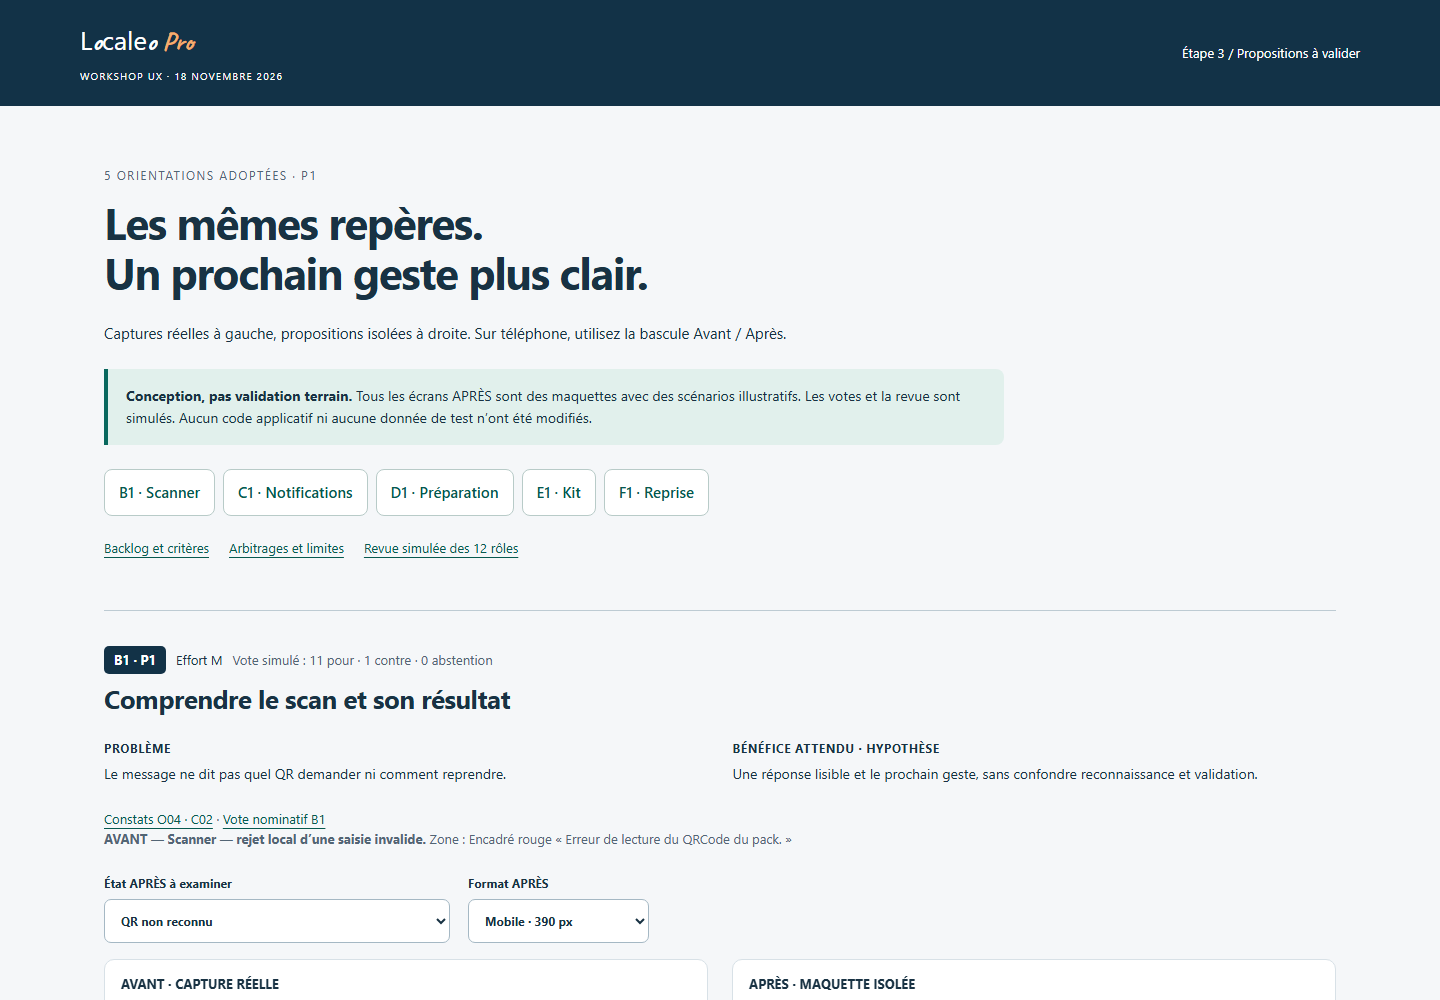 Localeo Pro
WORKSHOP UX · 18 NOVEMBRE 2026
Étape 3 / Propositions à valider
5 ORIENTATIONS ADOPTÉES · P1
Les mêmes repères.
Un prochain geste plus clair.
Captures réelles à gauche, propositions isolées à droite. Sur téléphone, utilisez la bascule Avant / Après.
Conception, pas validation terrain. Tous les écrans APRÈS sont des maquettes avec des scénarios illustratifs. Les votes et la revue sont
simulés. Aucun code applicatif ni aucune donnée de test n’ont été modifiés.
B1 · Scanner
C1 · Notifications
D1 · Préparation
E1 · Kit
F1 · Reprise
Backlog et critères
Arbitrages et limites
Revue simulée des 12 rôles
B1 · P1
Effort M
Vote simulé : 11 pour · 1 contre · 0 abstention
Comprendre le scan et son résultat
PROBLÈME
Le message ne dit pas quel QR demander ni comment reprendre.
BÉNÉFICE ATTENDU · HYPOTHÈSE
Une réponse lisible et le prochain geste, sans confondre reconnaissance et validation.
Constats O04 · C02 · Vote nominatif B1
AVANT — Scanner — rejet local d’une saisie invalide. Zone : Encadré rouge « Erreur de lecture du QRCode du pack. »
État APRÈS à examiner
QR non reconnu
Format APRÈS
Mobile · 390 px
AVANT · CAPTURE RÉELLE
APRÈS · MAQUETTE ISOLÉE